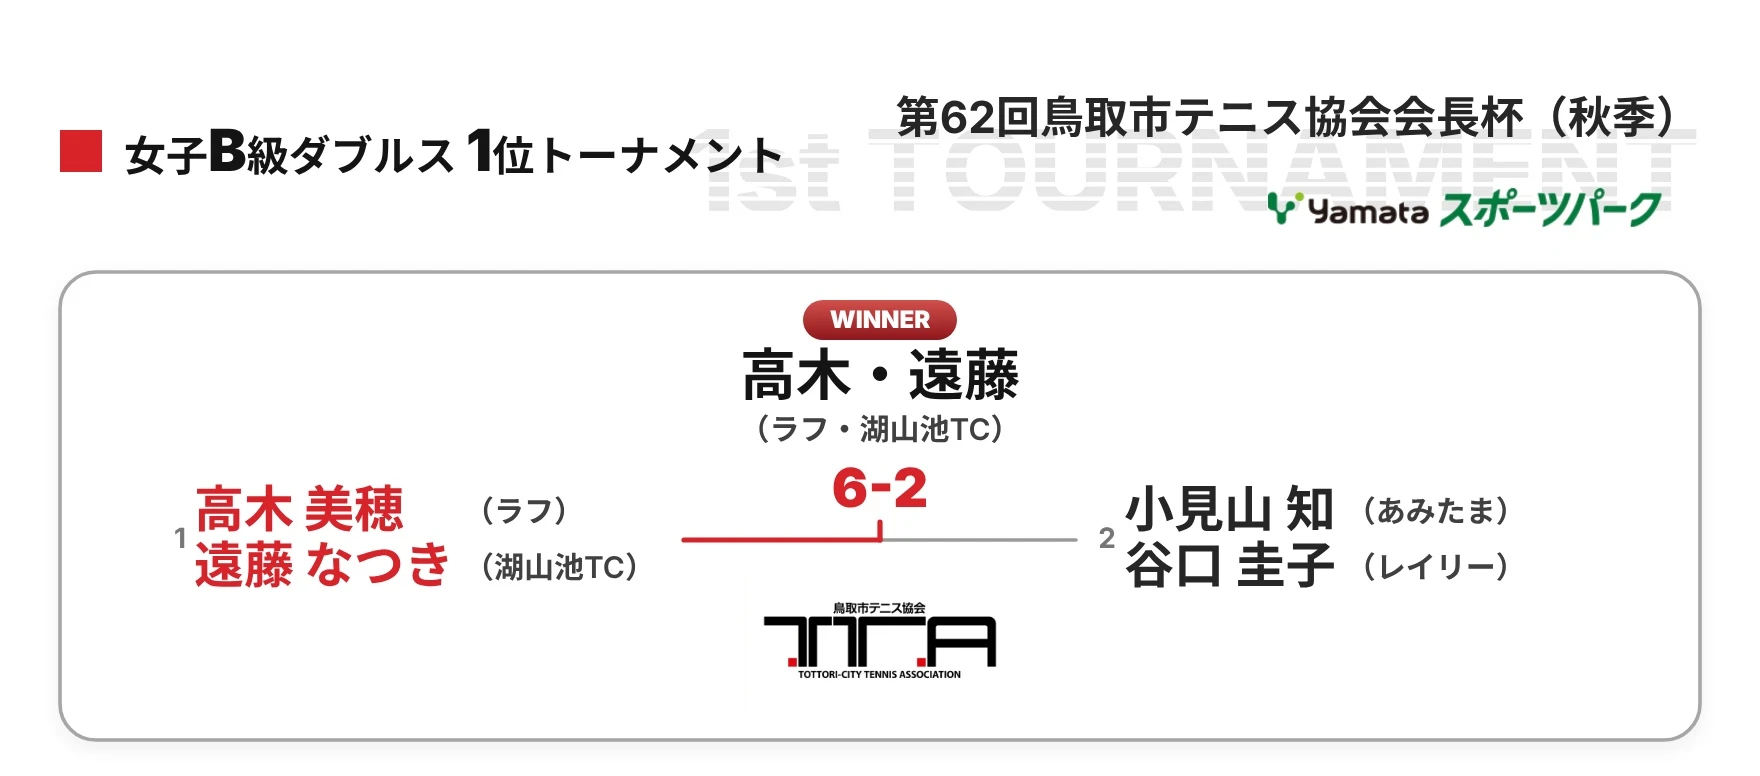 第62回鳥取市テニス協会会長杯（秋季）
女子B級ダブルス 1位トーナメント
1st TOURNAMENT
Yamata スポーツパーク
WINNER
高木・遠藤
（ラフ・湖山池TC）
6-2
1
高木 美穂 （ラフ）
遠藤 なつき （湖山池TC）
2
小見山 知 （あみたま）
谷口 圭子 （レイリー）
鳥取市テニス協会
TTCA
TOTTORI-CITY TENNIS ASSOCIATION